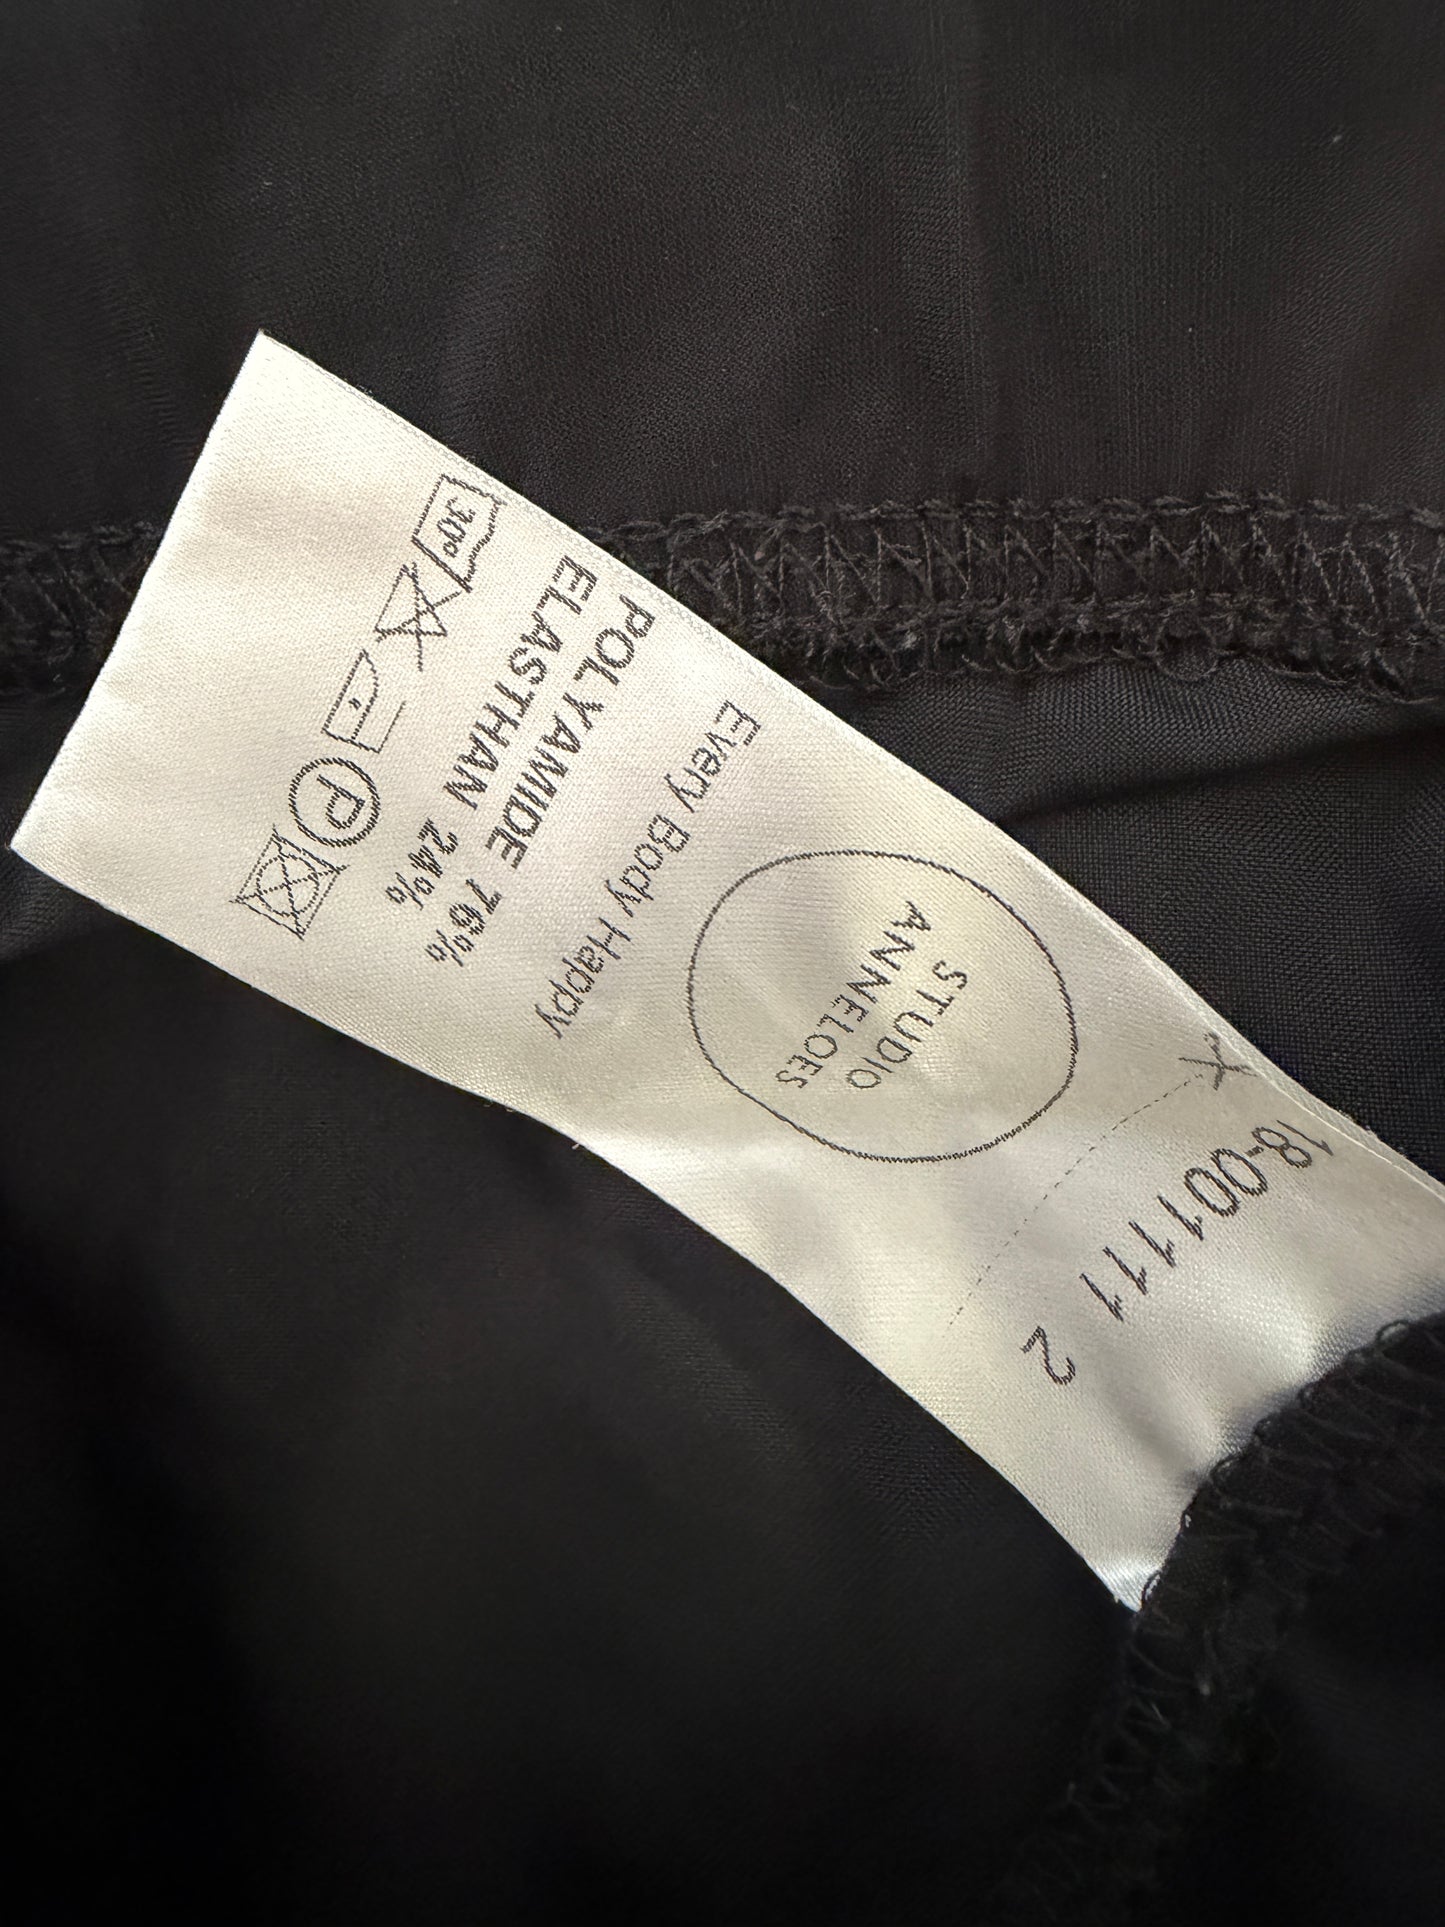 18-00111 2
STUDIO
ANNELOES
Every Body Happy
POLYAMIDE 76%
ELASTHAN 24%
30° P